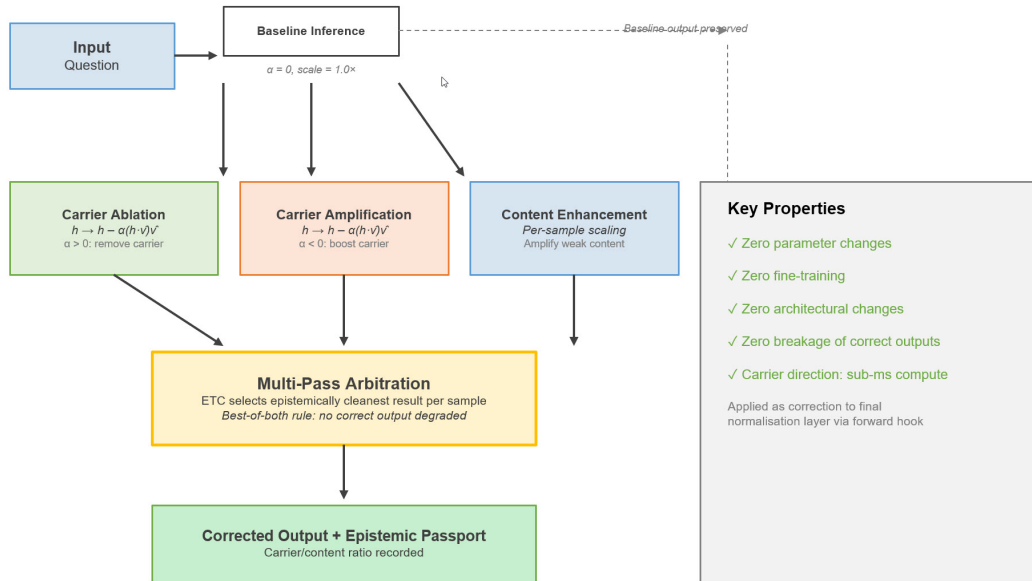 Input
Question
Baseline Inference
Baseline output preserved
α = 0, scale = 1.0×
Carrier Ablation
h → h − α(h·v̂)v̂
α > 0: remove carrier
Carrier Amplification
h → h − α(h·v̂)v̂
α < 0: boost carrier
Content Enhancement
Per-sample scaling
Amplify weak content
Multi-Pass Arbitration
ETC selects epistemically cleanest result per sample
Best-of-both rule: no correct output degraded
Corrected Output + Epistemic Passport
Carrier/content ratio recorded
Key Properties
✓ Zero parameter changes
✓ Zero fine-training
✓ Zero architectural changes
✓ Zero breakage of correct outputs
✓ Carrier direction: sub-ms compute
Applied as correction to final
normalisation layer via forward hook